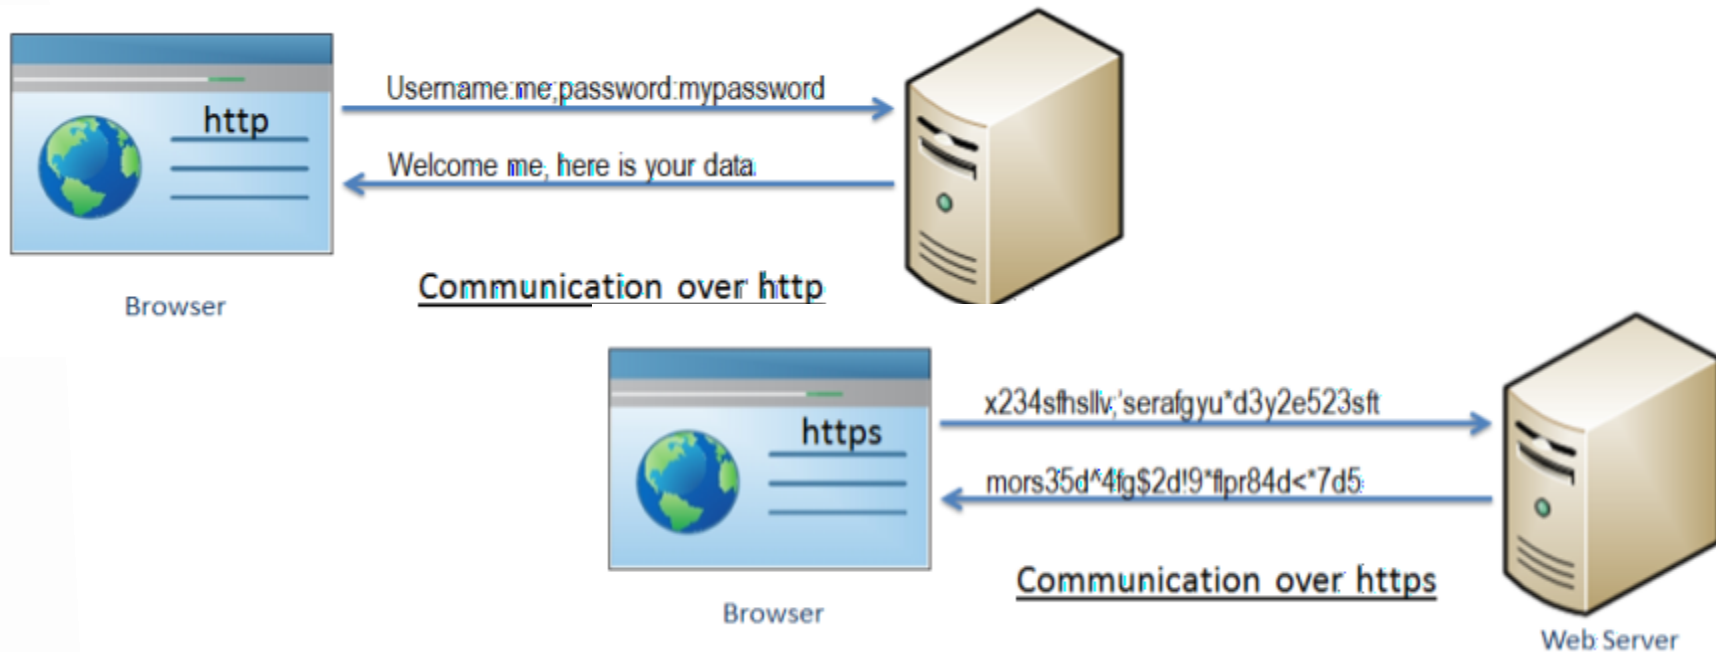 http
Username:me;password:mypassword
Welcome me, here is your data.
Communication over http
Browser
https
x234sfhsllv;'serafgyu*d3y2e523sft
mors35d^4fg$2d!9*flpr84d<*7d5
Communication over https
Browser
Web Server